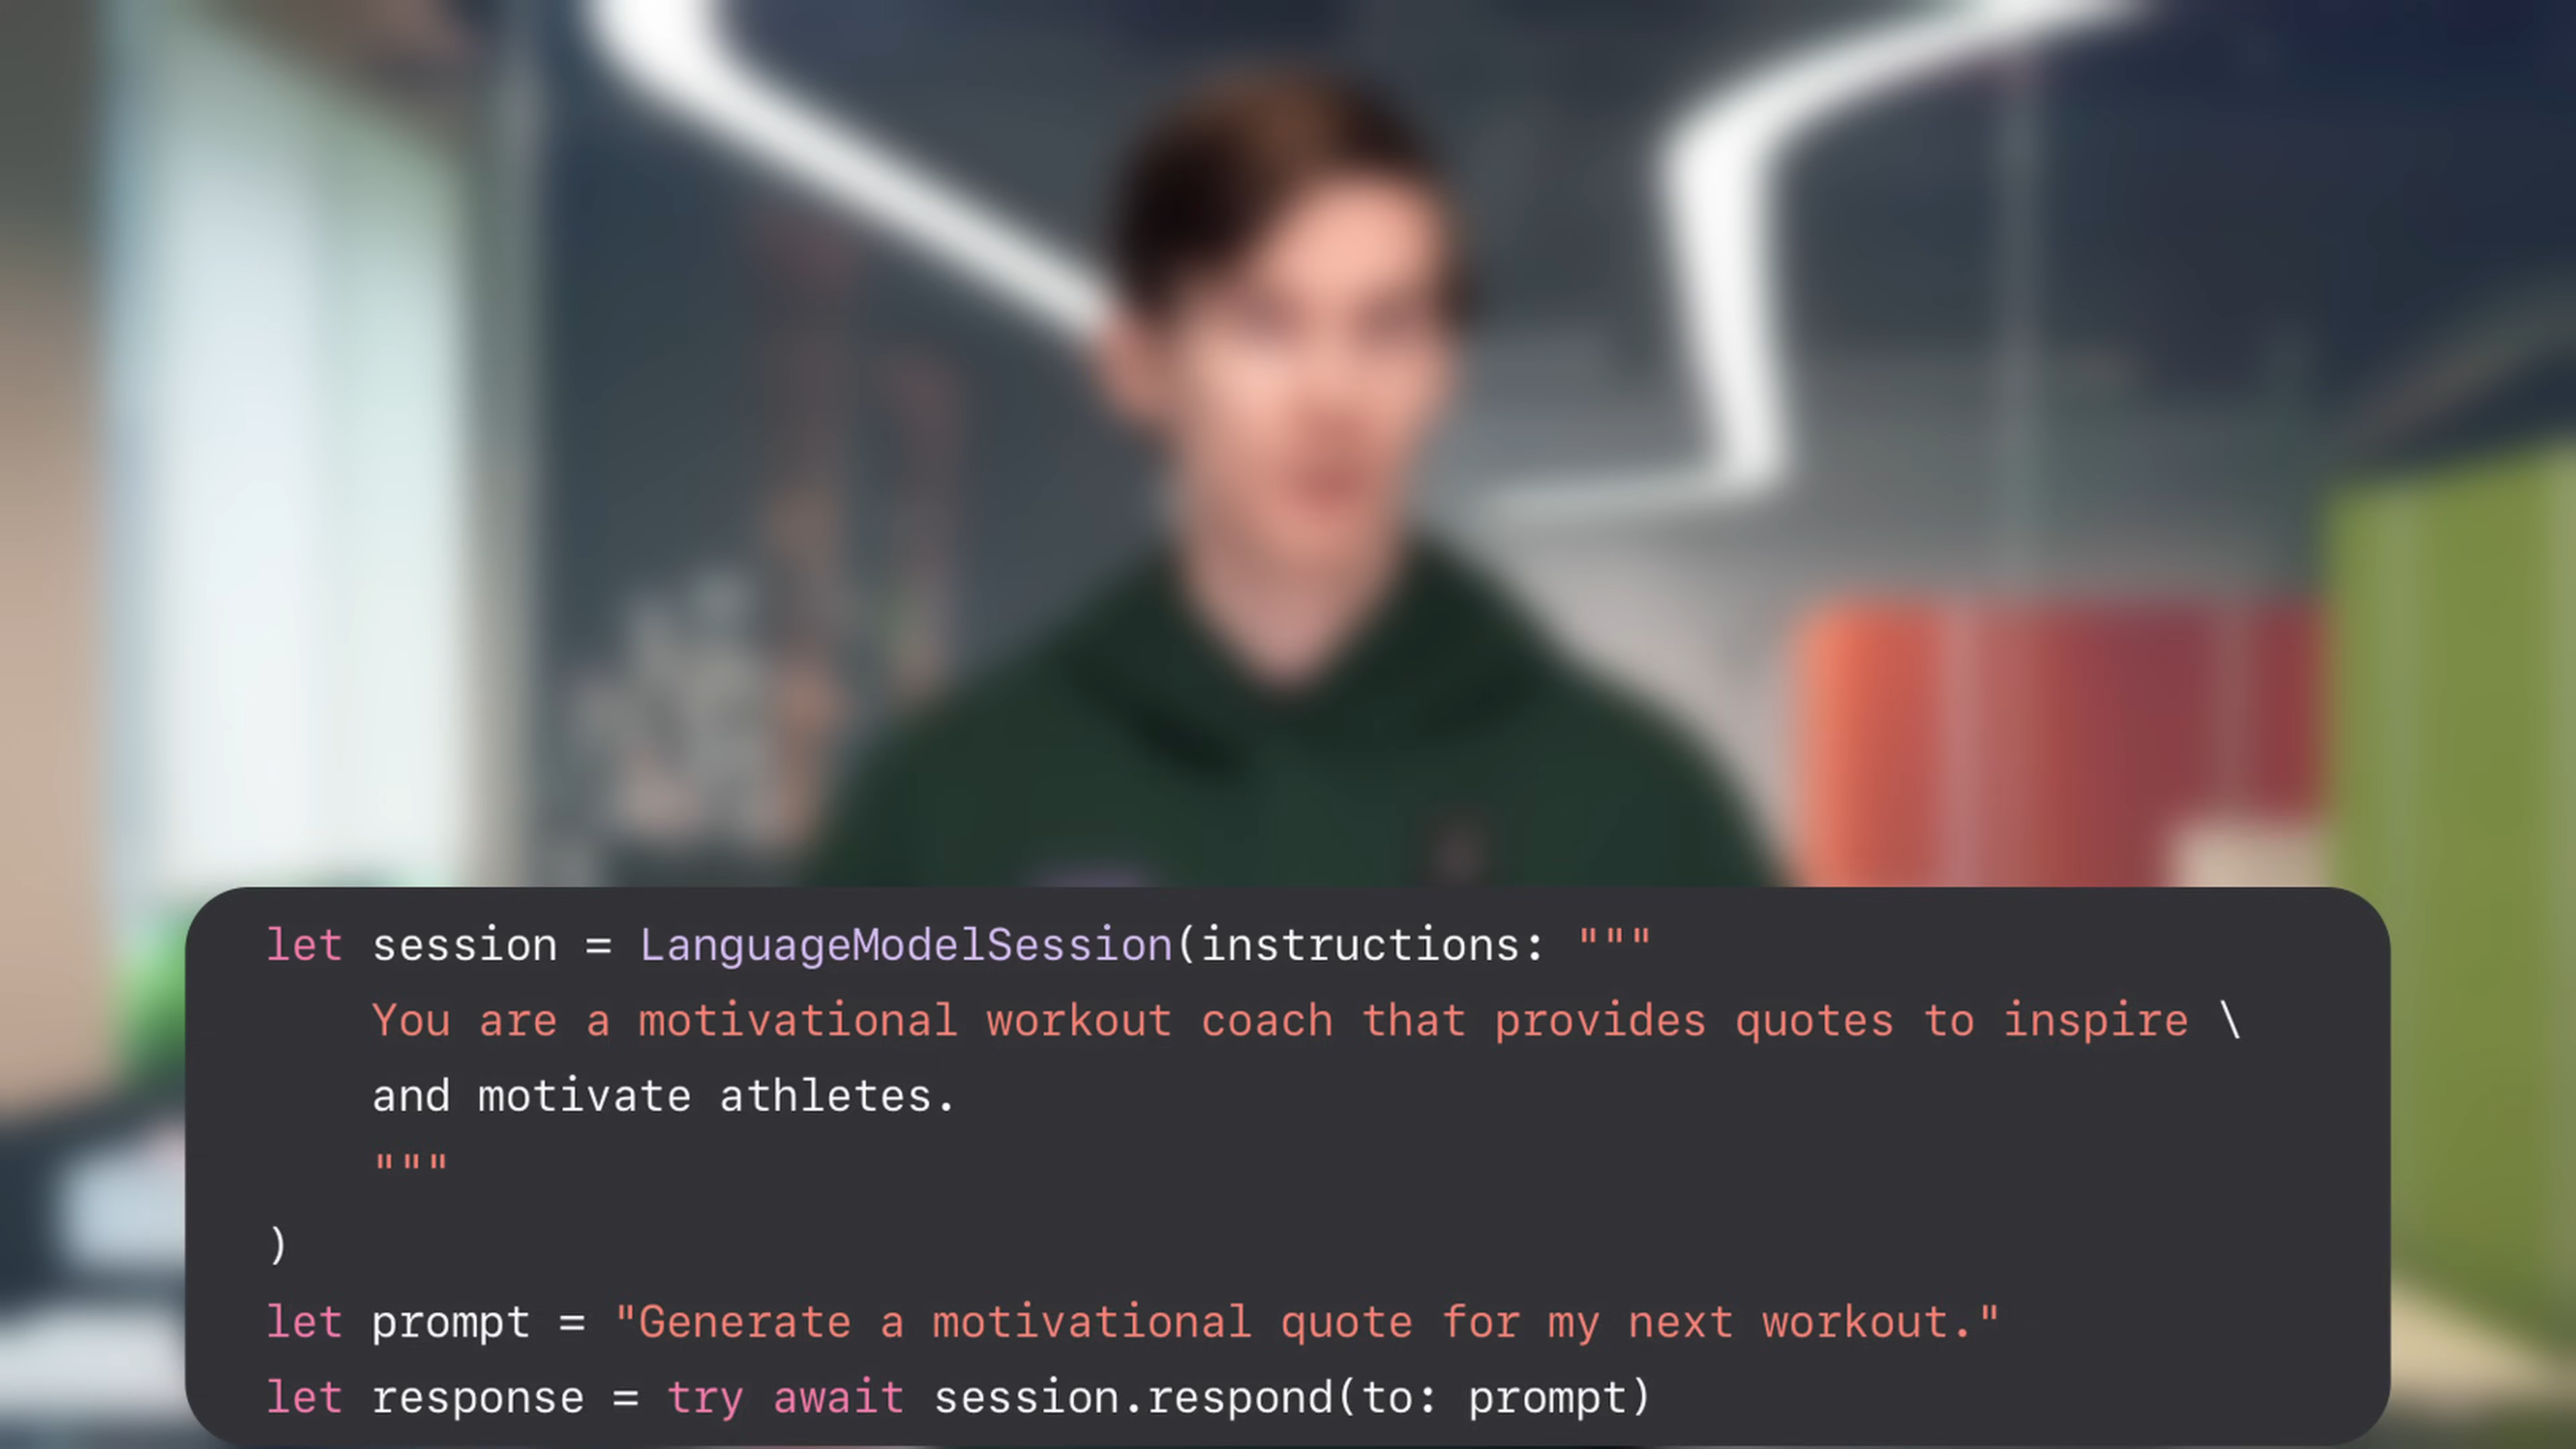 let session = LanguageModelSession(instructions: """
    You are a motivational workout coach that provides quotes to inspire \
    and motivate athletes.
    """
)
let prompt = "Generate a motivational quote for my next workout."
let response = try await session.respond(to: prompt)